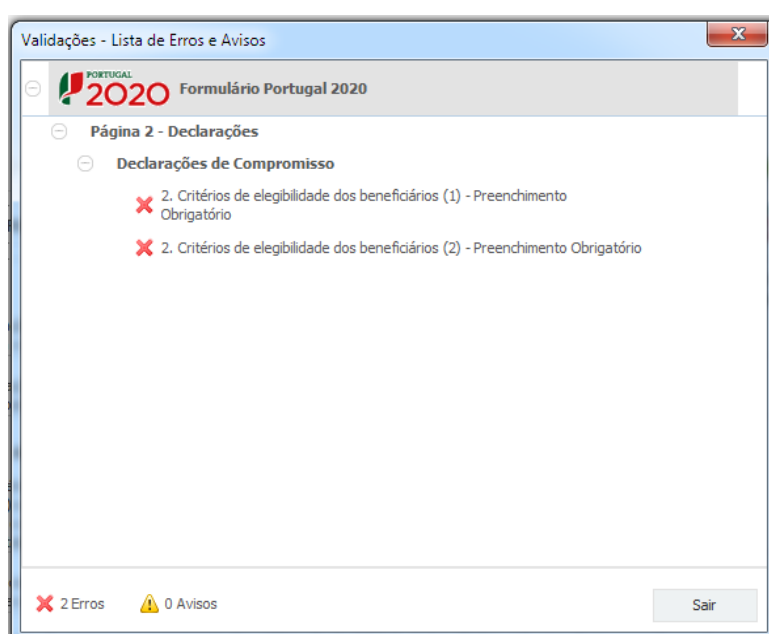 Validações - Lista de Erros e Avisos
PORTUGAL
2020 Formulário Portugal 2020
Página 2 - Declarações
Declarações de Compromisso
2. Critérios de elegibilidade dos beneficiários (1) - Preenchimento
Obrigatório
2. Critérios de elegibilidade dos beneficiários (2) - Preenchimento Obrigatório
2 Erros 0 Avisos Sair